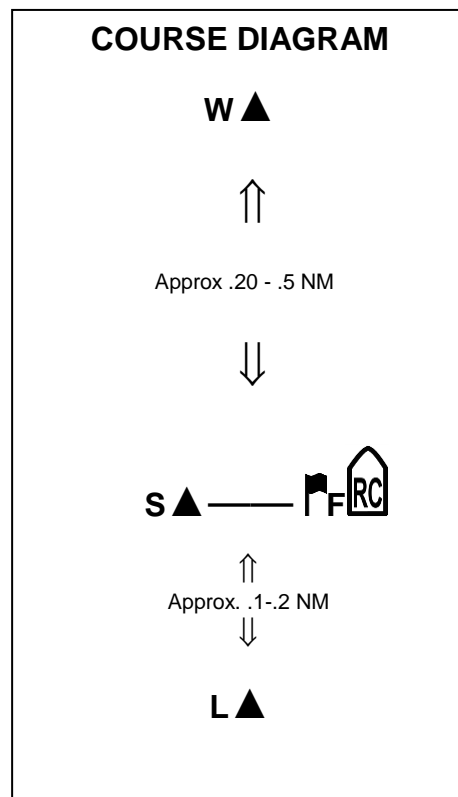 COURSE DIAGRAM
W
Approx .20 - .5 NM
S F RC
Approx. .1-.2 NM
L